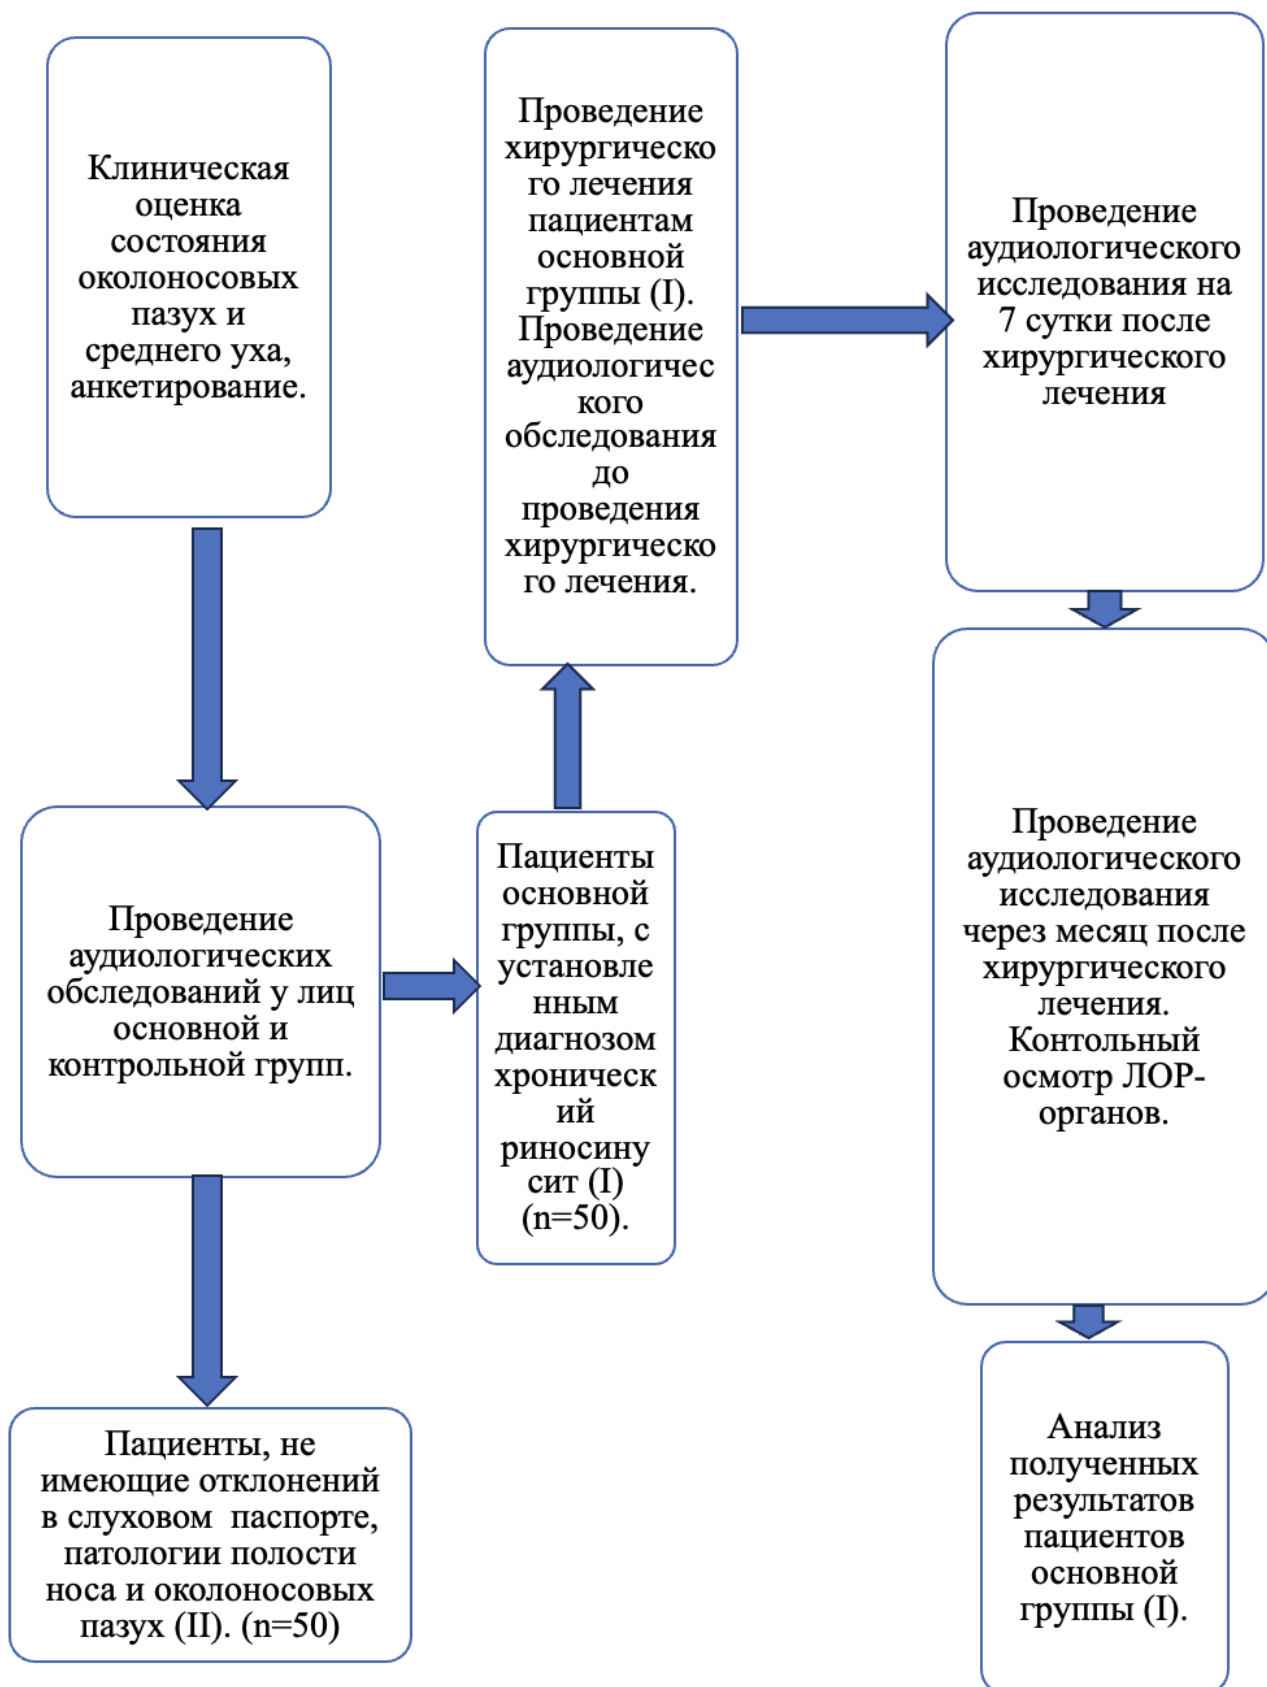 Клиническая
оценка
состояния
околоносовых
пазух и
среднего уха,
анкетирование.
Проведение
аудиологических
обследований у лиц
основной и
контрольной групп.
Пациенты, не
имеющие отклонений
в слуховом паспорте,
патологии полости
носа и околоносовых
пазух (II). (n=50)
Пациенты
основной
группы, с
установле
нным
диагнозом
хроническ
ий
риносину
сит (I)
(n=50).
Проведение
хирургическо
го лечения
пациентам
основной
группы (I).
Проведение
аудиологичес
кого
обследования
до
проведения
хирургическо
го лечения.
Проведение
аудиологического
исследования на
7 сутки после
хирургического
лечения
Проведение
аудиологического
исследования
через месяц после
хирургического
лечения.
Контольный
осмотр ЛОР-
органов.
Анализ
полученных
результатов
пациентов
основной
группы (I).